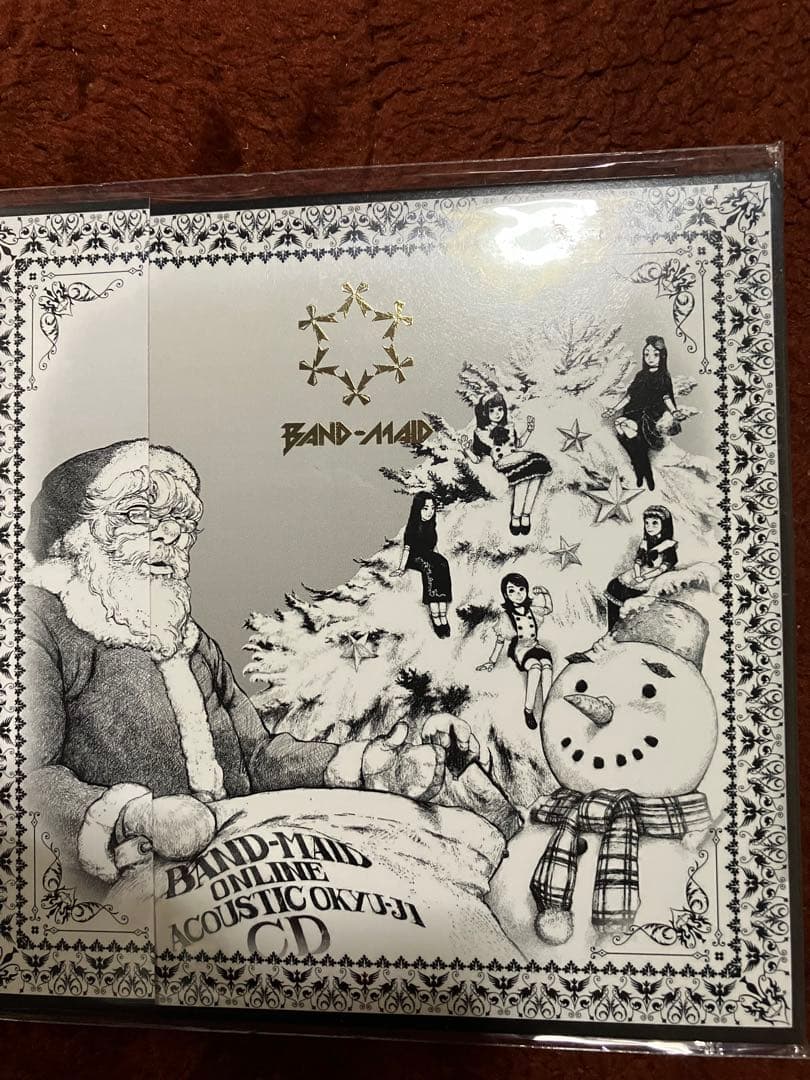 BAND-MAID
BAND-MAID
ONLINE
ACOUSTIC OKYU-JI
CD